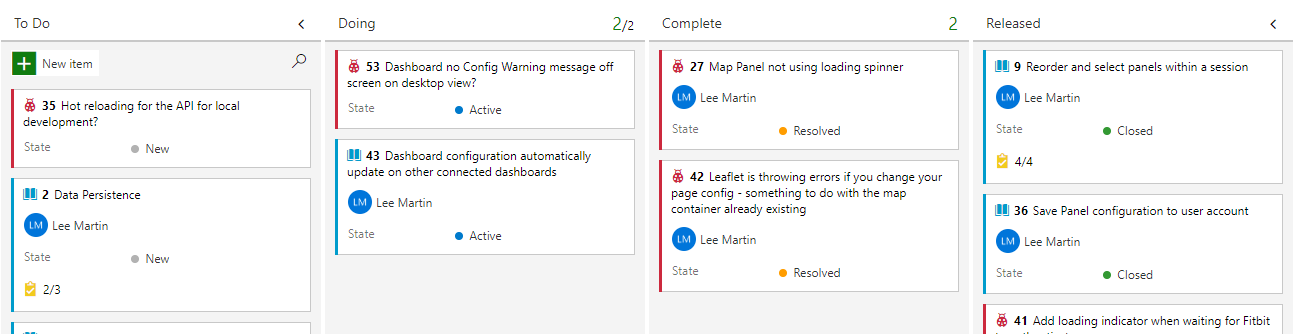 To Do
New item
35 Hot reloading for the API for local
development?
State New
2 Data Persistence
LM Lee Martin
State New
2/3
Doing 2/2
53 Dashboard no Config Warning message off
screen on desktop view?
State Active
43 Dashboard configuration automatically
update on other connected dashboards
LM Lee Martin
State Active
Complete 2
27 Map Panel not using loading spinner
LM Lee Martin
State Resolved
42 Leaflet is throwing errors if you change your
page config - something to do with the map
container already existing
LM Lee Martin
State Resolved
Released
9 Reorder and select panels within a session
LM Lee Martin
State Closed
4/4
36 Save Panel configuration to user account
LM Lee Martin
State Closed
41 Add loading indicator when waiting for Fitbit